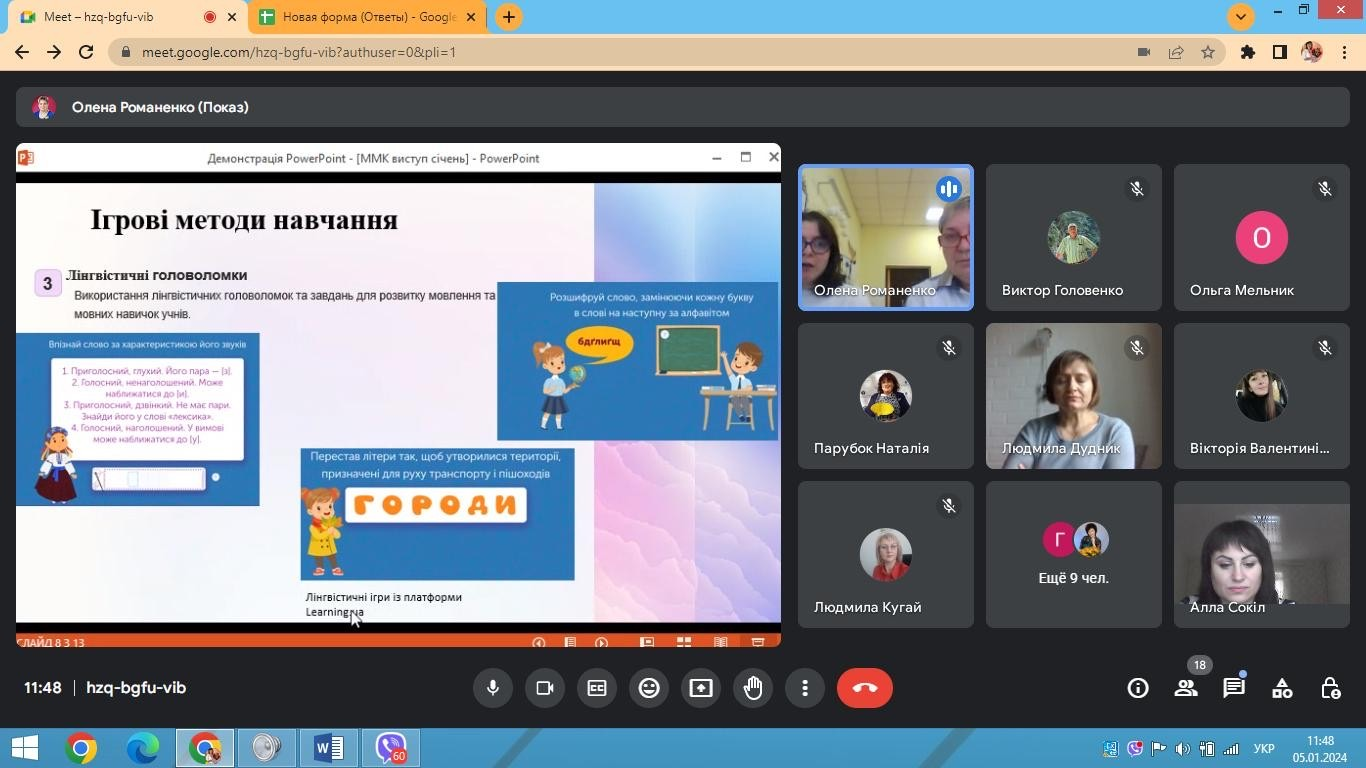 Meet – hzq-bgfu-vib
Новая форма (Ответы) - Google
meet.google.com/hzq-bgfu-vib?authuser=0&pli=1
Олена Романенко (Показ)
Демонстрація PowerPoint - [ММК виступ січень] - PowerPoint
Ігрові методи навчання
3
Лінгвістичні головоломки
Використання лінгвістичних головоломок та завдань для розвитку мовлення та
мовних навичок учнів.
Впізнай слово за характеристикою його звуків
1. Приголосний, глухий. Його пара — [з].
2. Голосний, ненаголошений. Може
наближатися до [и].
3. Приголосний, дзвінкий. Не має пари.
Знайди його у слові «лексика».
4. Голосний, наголошений. У вимові
може наближатися до [у].
Розшифруй слово, замінюючи кожну букву
в слові на наступну за алфавітом
бдглигщ
Перестав літери так, щоб утворилися території,
призначені для руху транспорту і пішоходів
ГОРОДИ
Лінгвістичні ігри із платформи
Learning.ua
СЛАЙД 8 З 13
Олена Романенко
Виктор Головенко
О
Ольга Мельник
Парубок Наталія
Людмила Дудник
Вікторія Валентині...
Людмила Кугай
Г
Ещё 9 чел.
Алла Сокіл
11:48 | hzq-bgfu-vib
18
60
УКР
11:48
05.01.2024